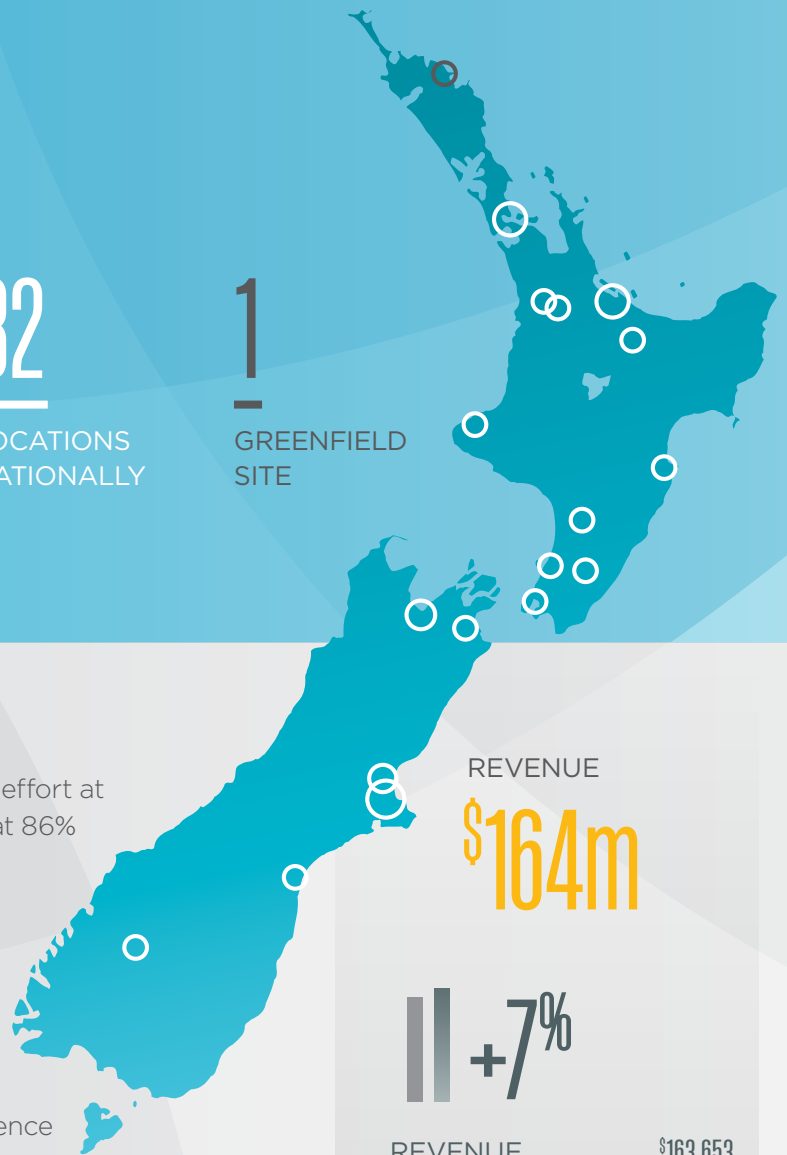 32
1
OCATIONS
ATIONALLY
GREENFIELD
SITE
effort at
at 86%
REVENUE
$164m
+7%
ence
REVENUE
$163,653